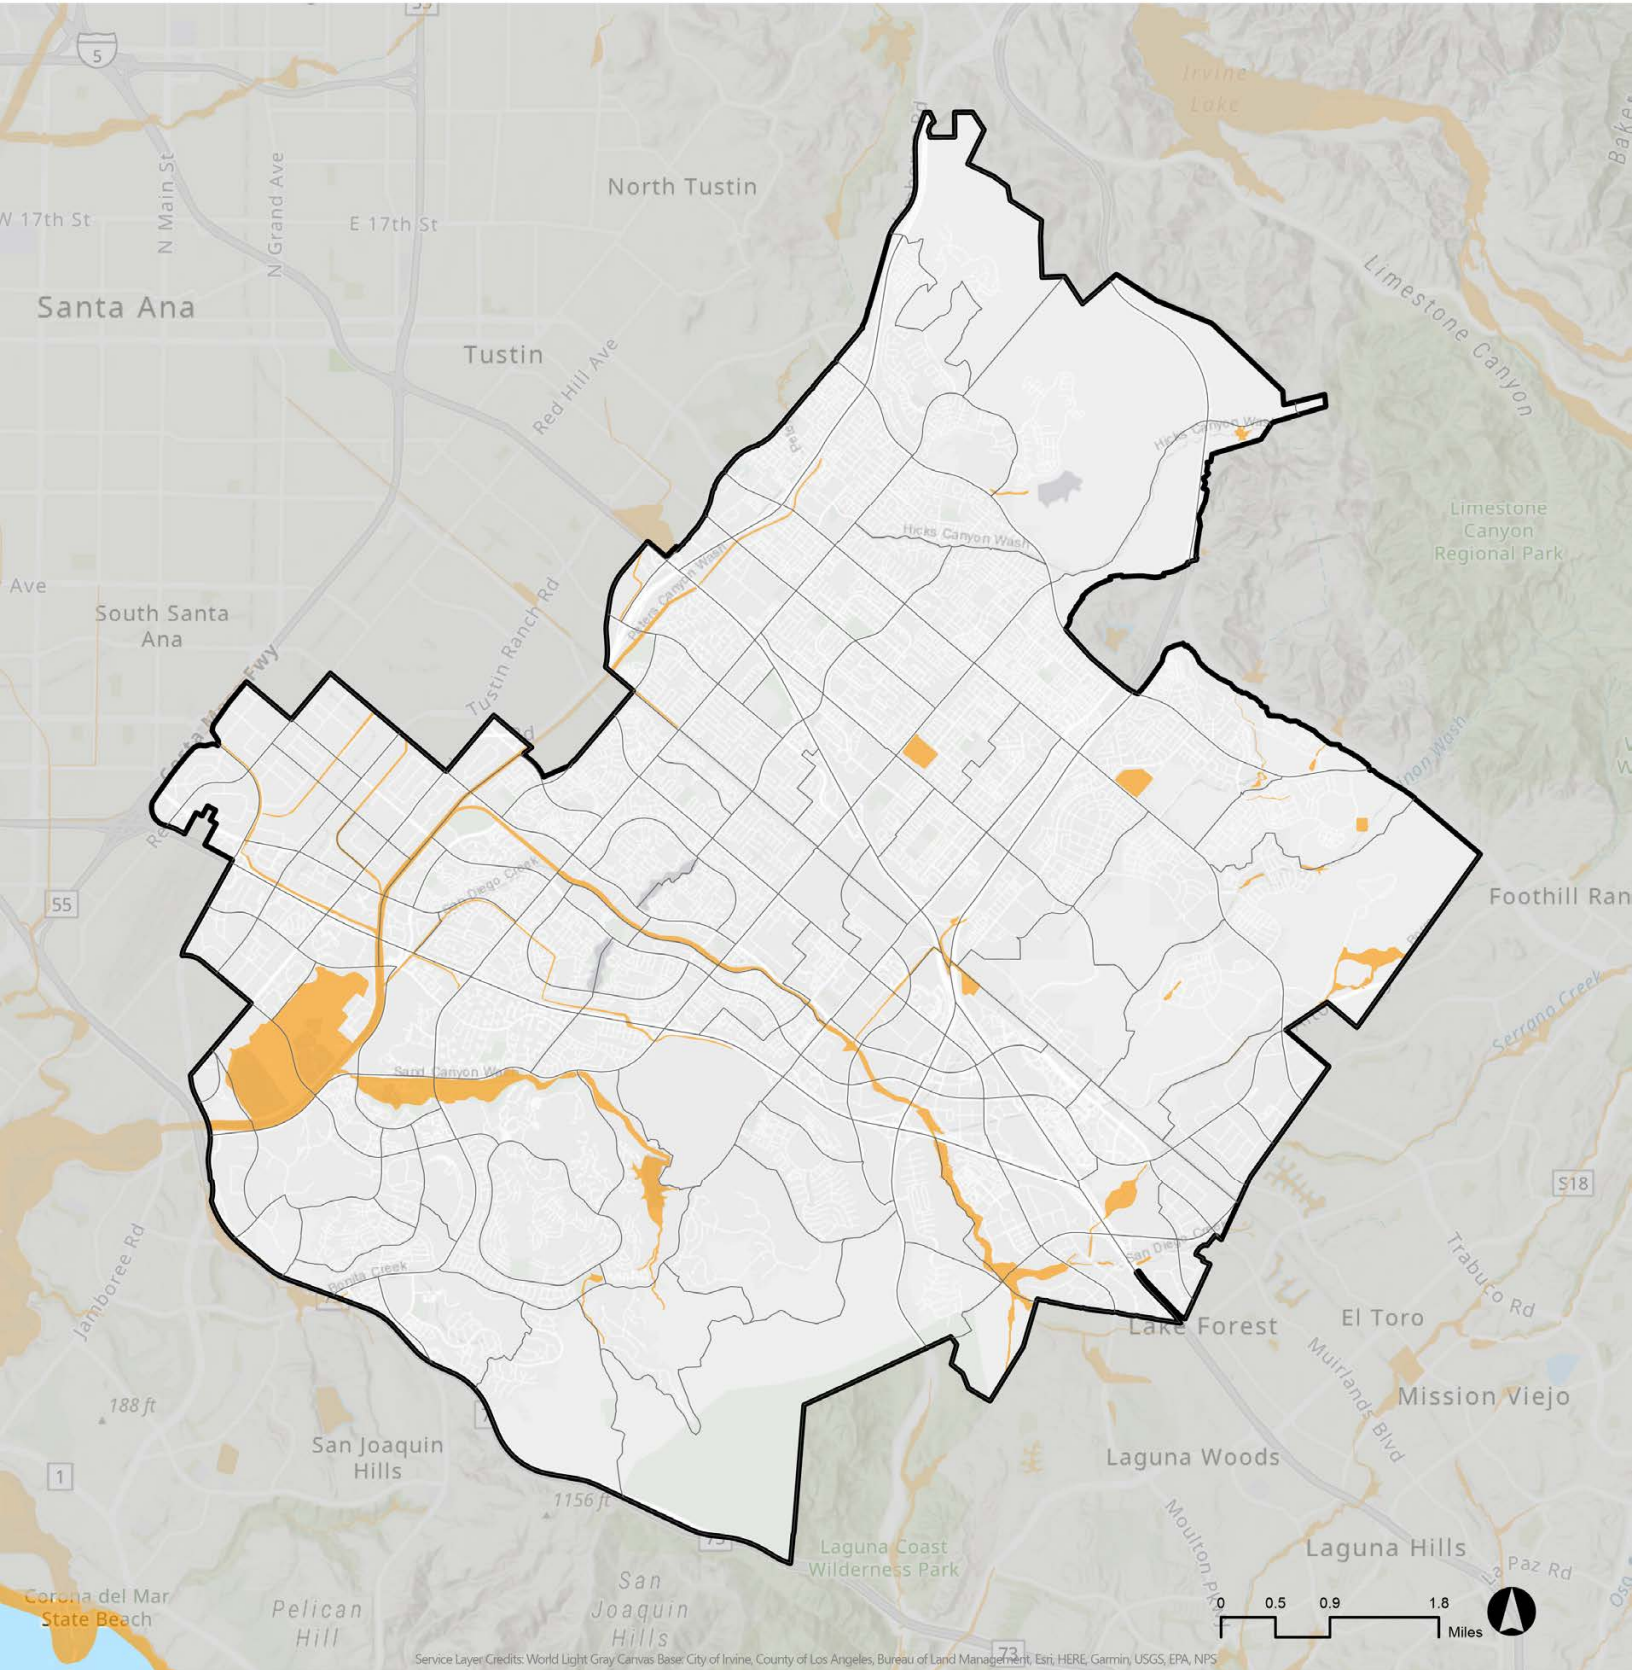 5
Irvine
Lake
North Tustin
N Main St
N Grand Ave
W 17th St
E 17th St
Limestone Canyon
Santa Ana
Tustin
Red Hill Ave
Hicks Canyon Wash
Limestone
Canyon
Regional Park
Hicks Canyon Wash
Peters Canyon Wash
Ave
South Santa
Ana
Tustin Ranch Rd
Fwy
San Diego Creek
55
Foothill Ran
Serrano Creek
Sand Canyon Was
S18
San Diego Cree
Trabuco Rd
Jamboree Rd
Bonita Creek
Lake Forest
El Toro
Muirlands Blvd
Mission Viejo
188 ft
San Joaquin
Hills
Laguna Woods
1
1156 ft
Moulton Pkwy
Laguna Coast
Wilderness Park
Laguna Hills
Paz Rd
73
Corona del Mar
State Beach
Pelican
Hill
San
Joaquin
Hills
0 0.5 0.9 1.8
Miles
73
Service Layer Credits: World Light Gray Canvas Base: City of Irvine, County of Los Angeles, Bureau of Land Management, Esri, HERE, Garmin, USGS, EPA, NPS